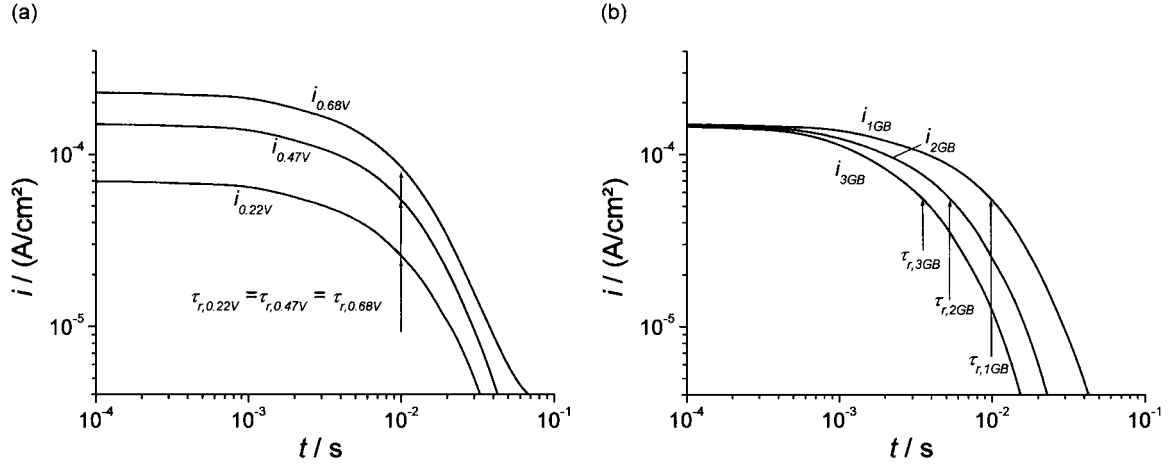 (a)
(b)
i / (A/cm²)
10⁻⁴
10⁻⁵
i0.68V
i0.47V
i0.22V
τr,0.22V =τr,0.47V = τr,0.68V
10⁻⁴ 10⁻³ 10⁻² 10⁻¹
t / s
i / (A/cm²)
10⁻⁴
10⁻⁵
i1GB
i2GB
i3GB
τr,3GB
τr,2GB
τr,1GB
10⁻⁴ 10⁻³ 10⁻² 10⁻¹
t / s